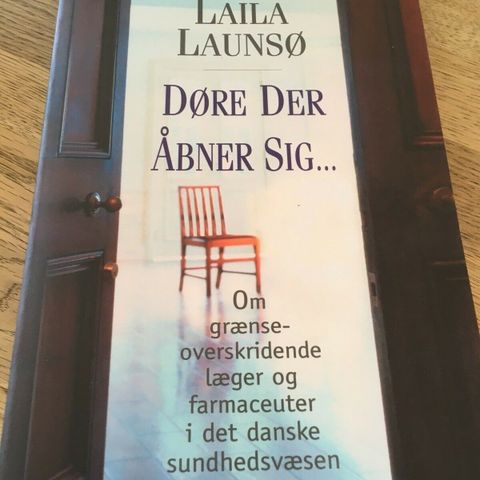 LAILA
LAUNSØ
DØRE DER
ÅBNER SIG...
Om
grænse-
overskridende
læger og
farmaceuter
i det danske
sundhedsvæsen